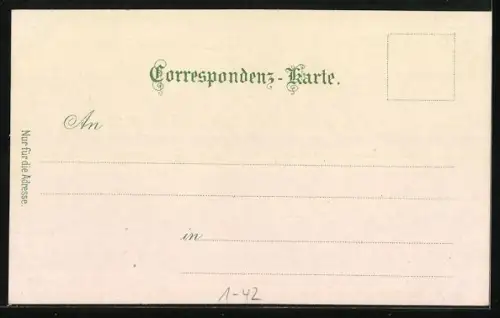 Correspondenz-Karte.
An
Nur für die Adresse.
in
1-42